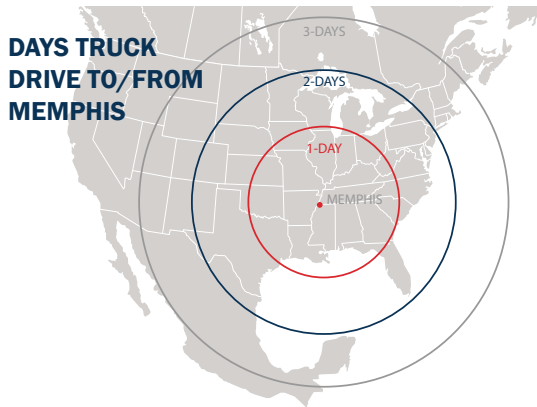 DAYS TRUCK
DRIVE TO/FROM
MEMPHIS
3-DAYS
2-DAYS
1-DAY
MEMPHIS